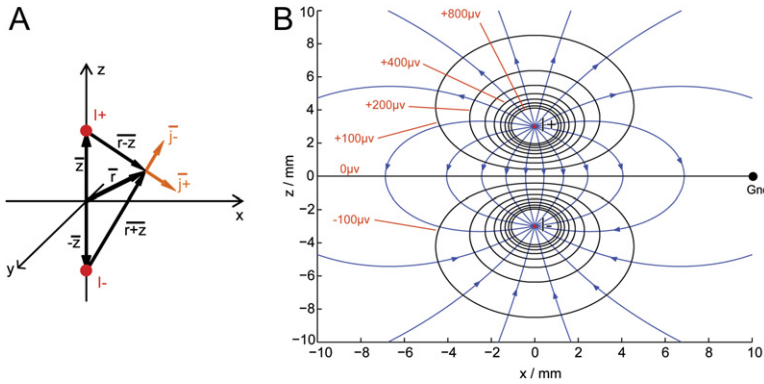 A
z
I+
r-z
j-
z
r
j+
x
-z
r+z
y
I-
B
+800μv
+400μv
+200μv
+100μv
0μv
-100μv
I+
I-
Gnd
z / mm
10
8
6
4
2
0
−2
−4
−6
−8
−10
−10
−8
−6
−4
−2
0
2
4
6
8
10
x / mm